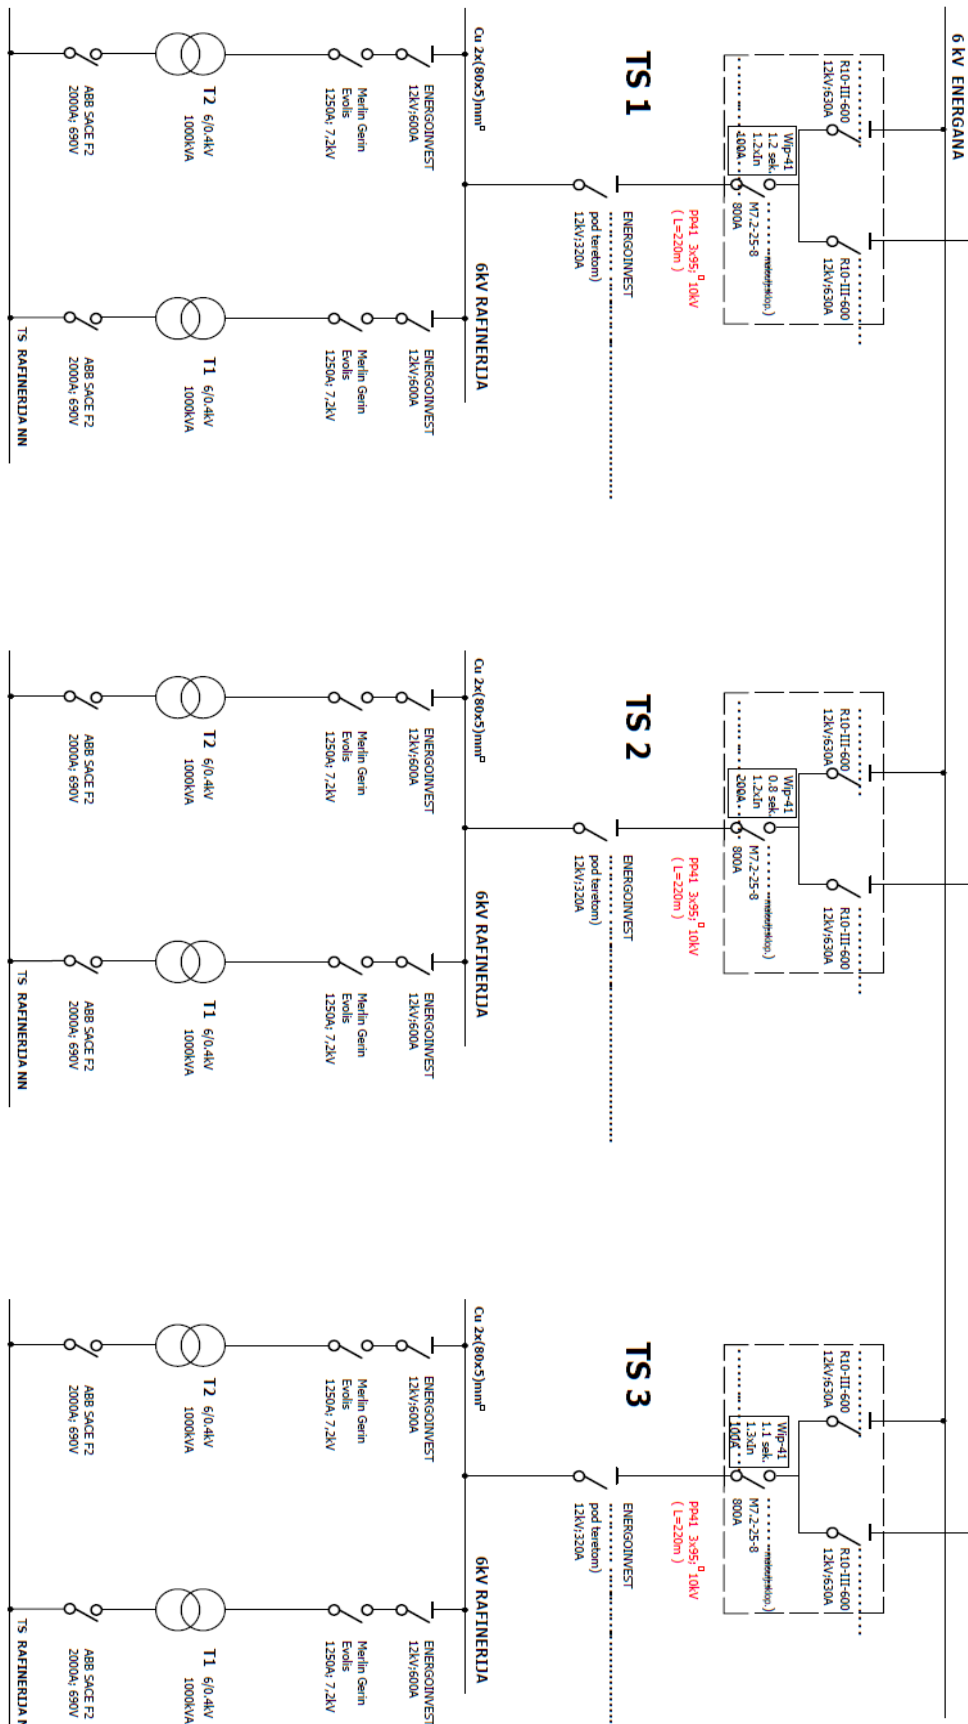 6 kV ENERGANA
R10-III-600
12kV;630A
Wip-41
1.2 sek.
1.2xIn
100A
M7.2-25-8
800A
R10-III-600
12kV;630A
TS 1
PP41 3x95; 10kV
( L=220m )
ENERGOINVEST
pod teretom)
12kV;320A
Cu 2x(80x5)mm
6kV RAFINERIJA
ENERGOINVEST
12kV;600A
Merlin Gerin
Evolis
1250A; 7,2kV
T2 6/0.4kV
1000kVA
ABB SACE F2
2000A; 690V
ENERGOINVEST
12kV;600A
Merlin Gerin
Evolis
1250A; 7,2kV
T1 6/0.4kV
1000kVA
ABB SACE F2
2000A; 690V
TS RAFINERIJA NN
R10-III-600
12kV;630A
Wip-41
0.8 sek.
1.2xIn
200A
M7.2-25-8
800A
R10-III-600
12kV;630A
TS 2
PP41 3x95; 10kV
( L=220m )
ENERGOINVEST
pod teretom)
12kV;320A
Cu 2x(80x5)mm
6kV RAFINERIJA
ENERGOINVEST
12kV;600A
Merlin Gerin
Evolis
1250A; 7,2kV
T2 6/0.4kV
1000kVA
ABB SACE F2
2000A; 690V
ENERGOINVEST
12kV;600A
Merlin Gerin
Evolis
1250A; 7,2kV
T1 6/0.4kV
1000kVA
ABB SACE F2
2000A; 690V
TS RAFINERIJA NN
R10-III-600
12kV;630A
Wip-41
1.1 sek.
1.3xIn
100A
M7.2-25-8
800A
R10-III-600
12kV;630A
TS 3
PP41 3x95; 10kV
( L=220m )
ENERGOINVEST
pod teretom)
12kV;320A
Cu 2x(80x5)mm
6kV RAFINERIJA
ENERGOINVEST
12kV;600A
Merlin Gerin
Evolis
1250A; 7,2kV
T2 6/0.4kV
1000kVA
ABB SACE F2
2000A; 690V
ENERGOINVEST
12kV;600A
Merlin Gerin
Evolis
1250A; 7,2kV
T1 6/0.4kV
1000kVA
ABB SACE F2
2000A; 690V
TS RAFINERIJA